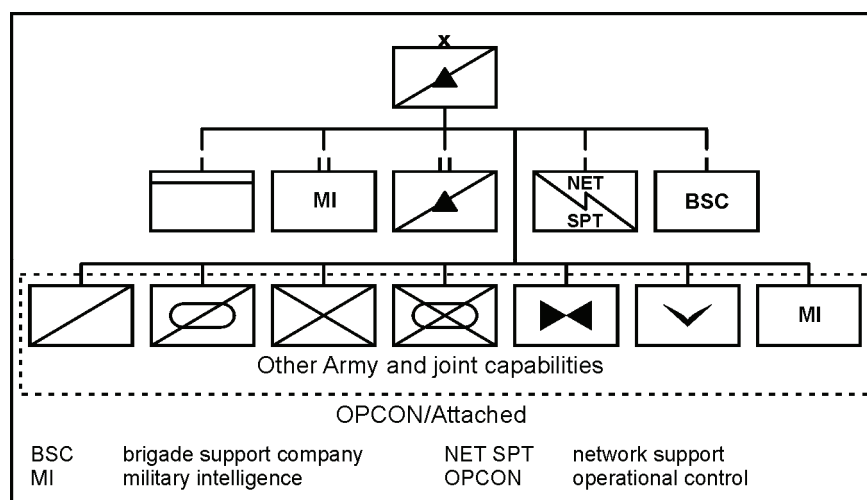 x
MI
NET
SPT
BSC
MI
Other Army and joint capabilities
OPCON/Attached
BSC brigade support company NET SPT network support
MI military intelligence OPCON operational control